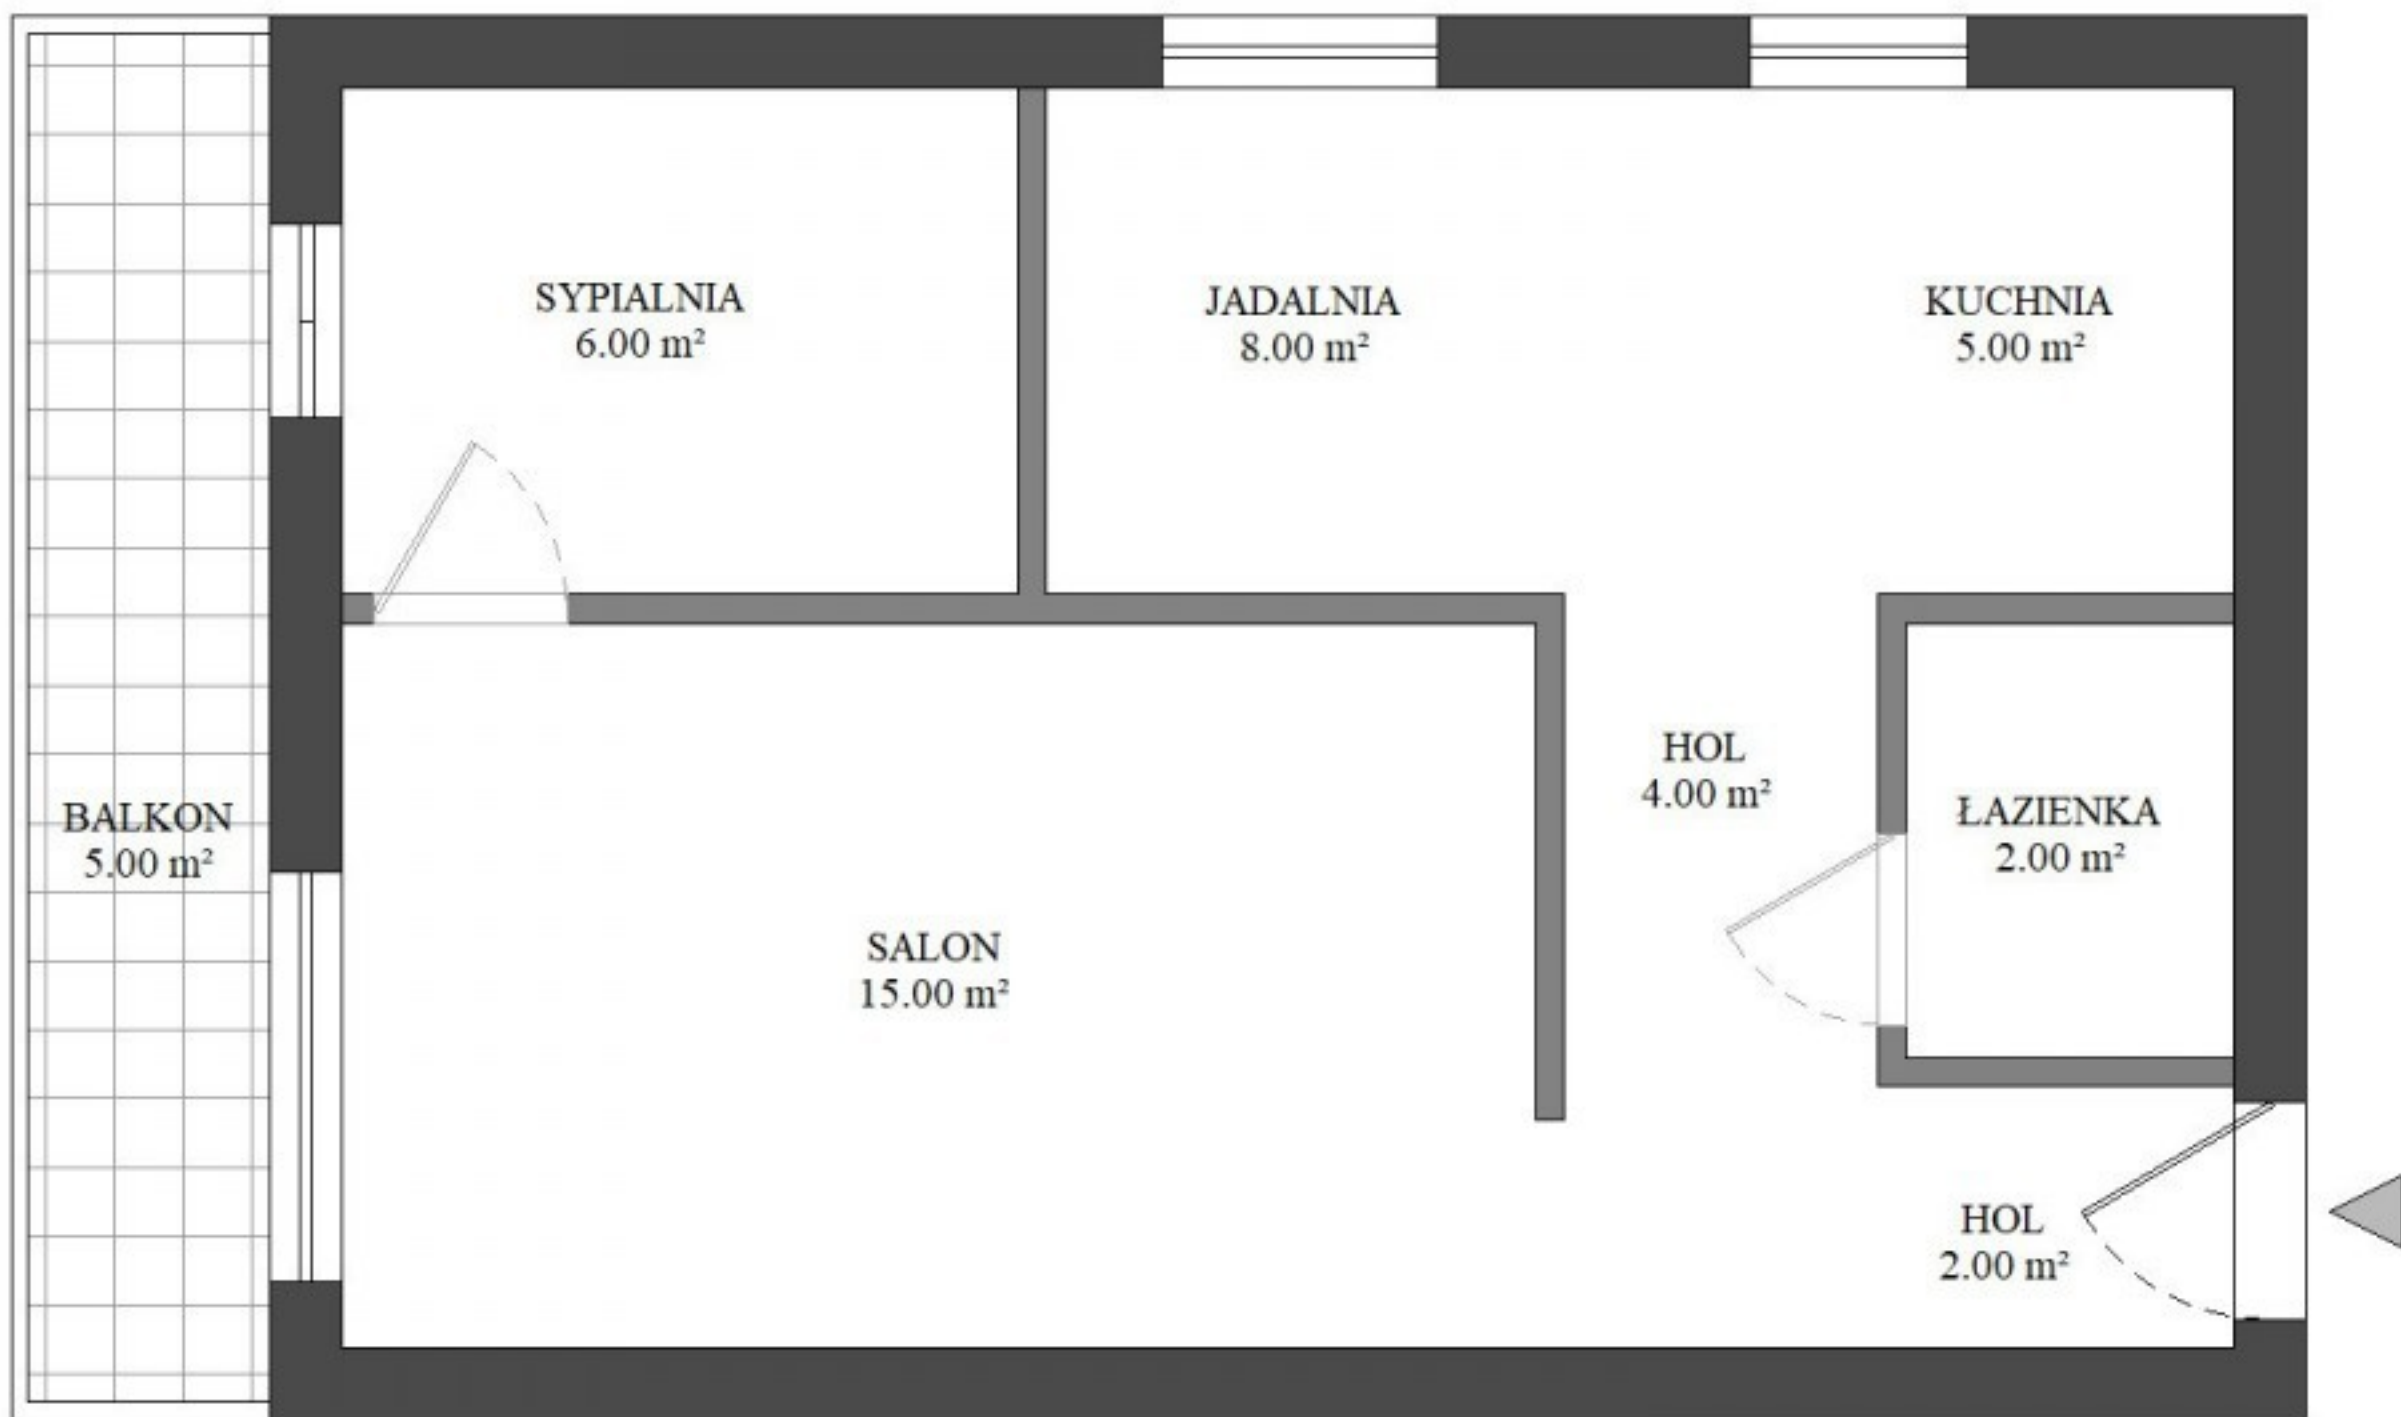 SYPIALNIA
6.00 m²
JADALNIA
8.00 m²
KUCHNIA
5.00 m²
HOL
4.00 m²
ŁAZIENKA
2.00 m²
BALKON
5.00 m²
SALON
15.00 m²
HOL
2.00 m²